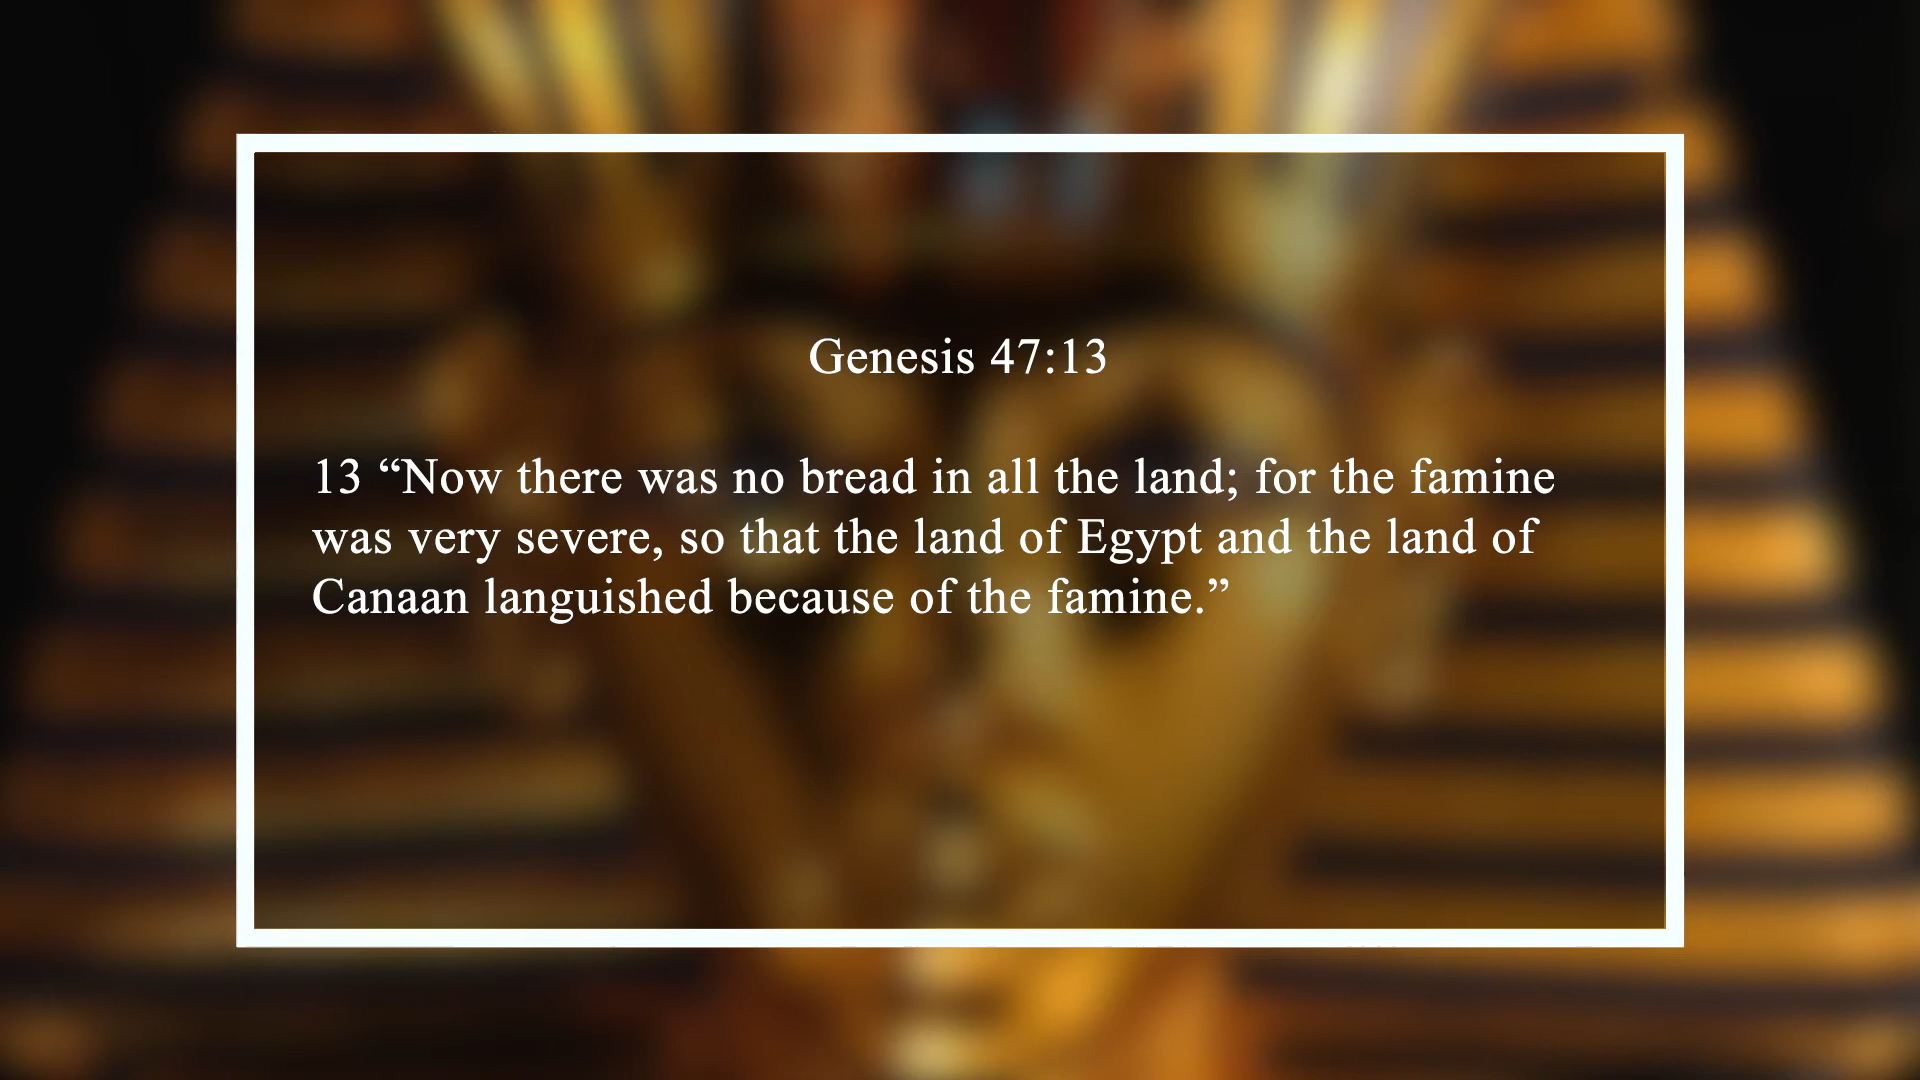 Genesis 47:13
13 “Now there was no bread in all the land; for the famine
was very severe, so that the land of Egypt and the land of
Canaan languished because of the famine.”